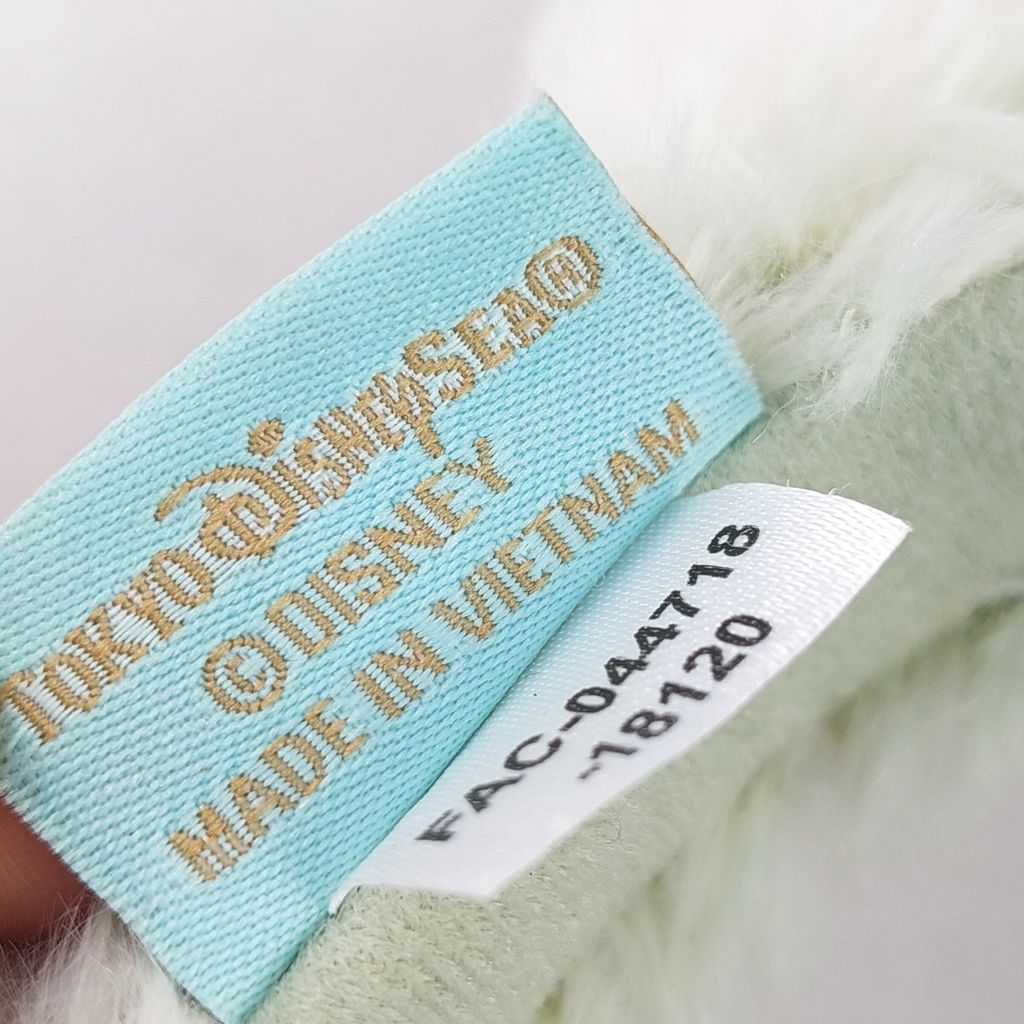 TOKYO DISNEYSEA®
© DISNEY
MADE IN VIETNAM
FAC-044718
-18120